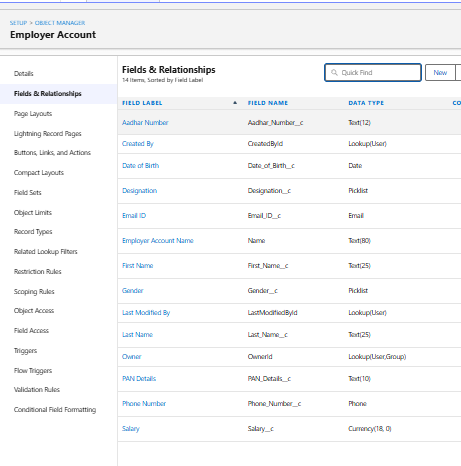 SETUP > OBJECT MANAGER
Employer Account
Details
Fields & Relationships
Page Layouts
Lightning Record Pages
Buttons, Links, and Actions
Compact Layouts
Field Sets
Object Limits
Record Types
Related Lookup Filters
Restriction Rules
Scoping Rules
Object Access
Field Access
Triggers
Flow Triggers
Validation Rules
Conditional Field Formatting
Fields & Relationships
14 Items, Sorted by Field Label
Quick Find
New
FIELD LABEL FIELD NAME DATA TYPE CO
Aadhar Number Aadhar_Number__c Text(12)
Created By CreatedById Lookup(User)
Date of Birth Date_of_Birth__c Date
Designation Designation__c Picklist
Email ID Email_ID__c Email
Employer Account Name Name Text(80)
First Name First_Name__c Text(25)
Gender Gender__c Picklist
Last Modified By LastModifiedById Lookup(User)
Last Name Last_Name__c Text(25)
Owner OwnerId Lookup(User,Group)
PAN Details PAN_Details__c Text(10)
Phone Number Phone_Number__c Phone
Salary Salary__c Currency(18, 0)